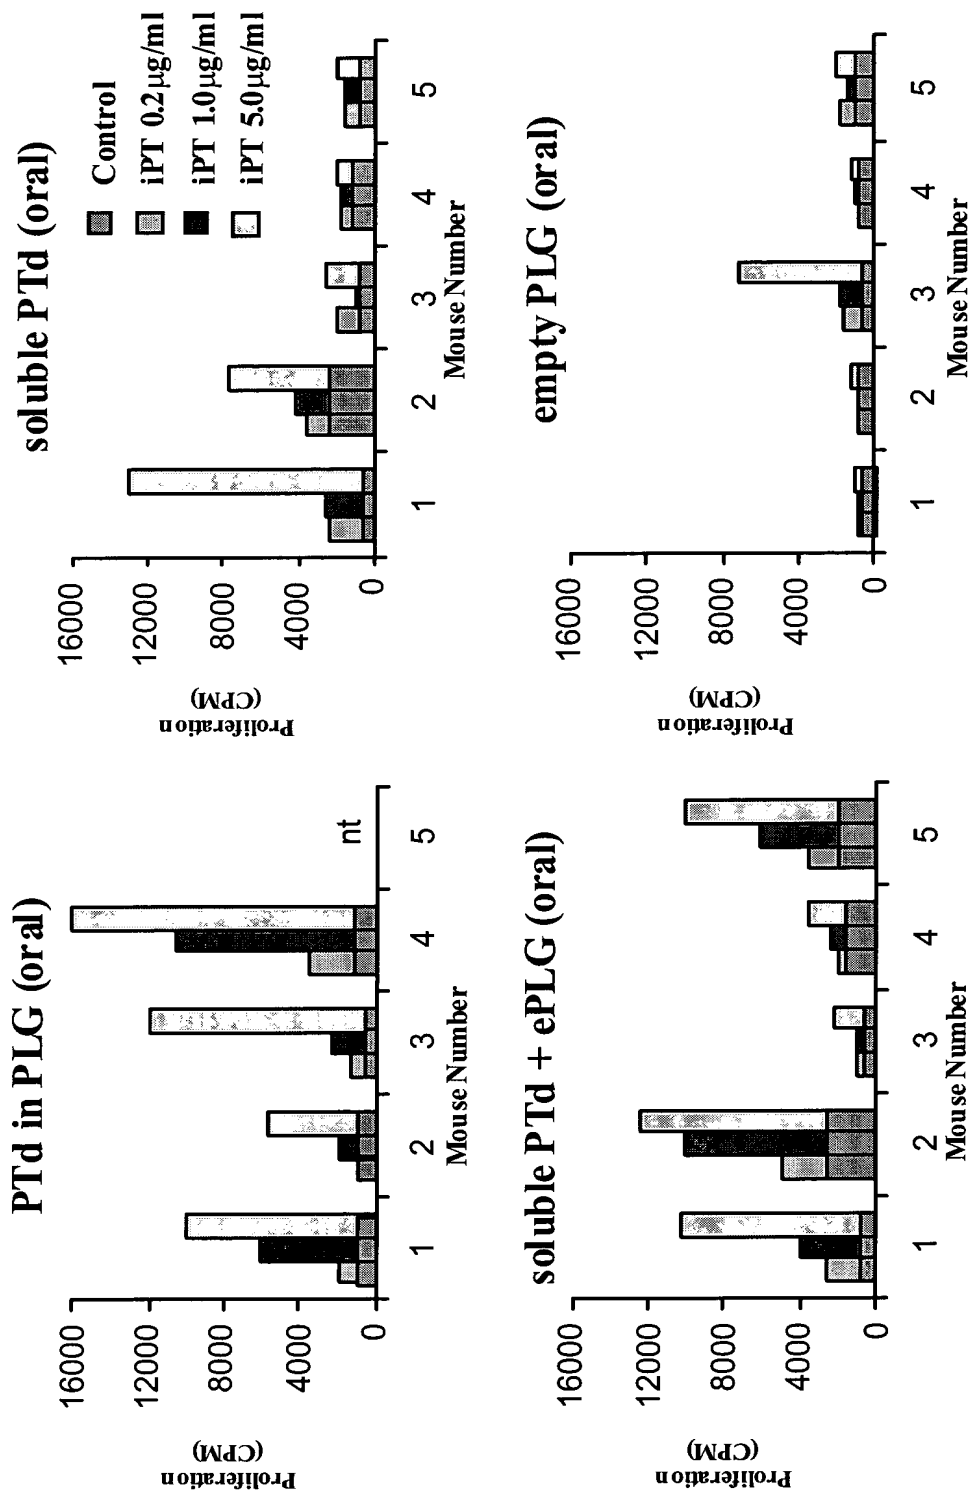 PTd in PLG (oral)
Proliferation
(CPM)
16000
12000
8000
4000
0
nt
1 2 3 4 5
Mouse Number
soluble PTd (oral)
Control
iPT 0.2µg/ml
iPT 1.0µg/ml
iPT 5.0µg/ml
Proliferation
(CPM)
16000
12000
8000
4000
0
1 2 3 4 5
Mouse Number
soluble PTd + ePLG (oral)
Proliferation
(CPM)
16000
12000
8000
4000
0
1 2 3 4 5
Mouse Number
empty PLG (oral)
Proliferation
(CPM)
16000
12000
8000
4000
0
1 2 3 4 5
Mouse Number